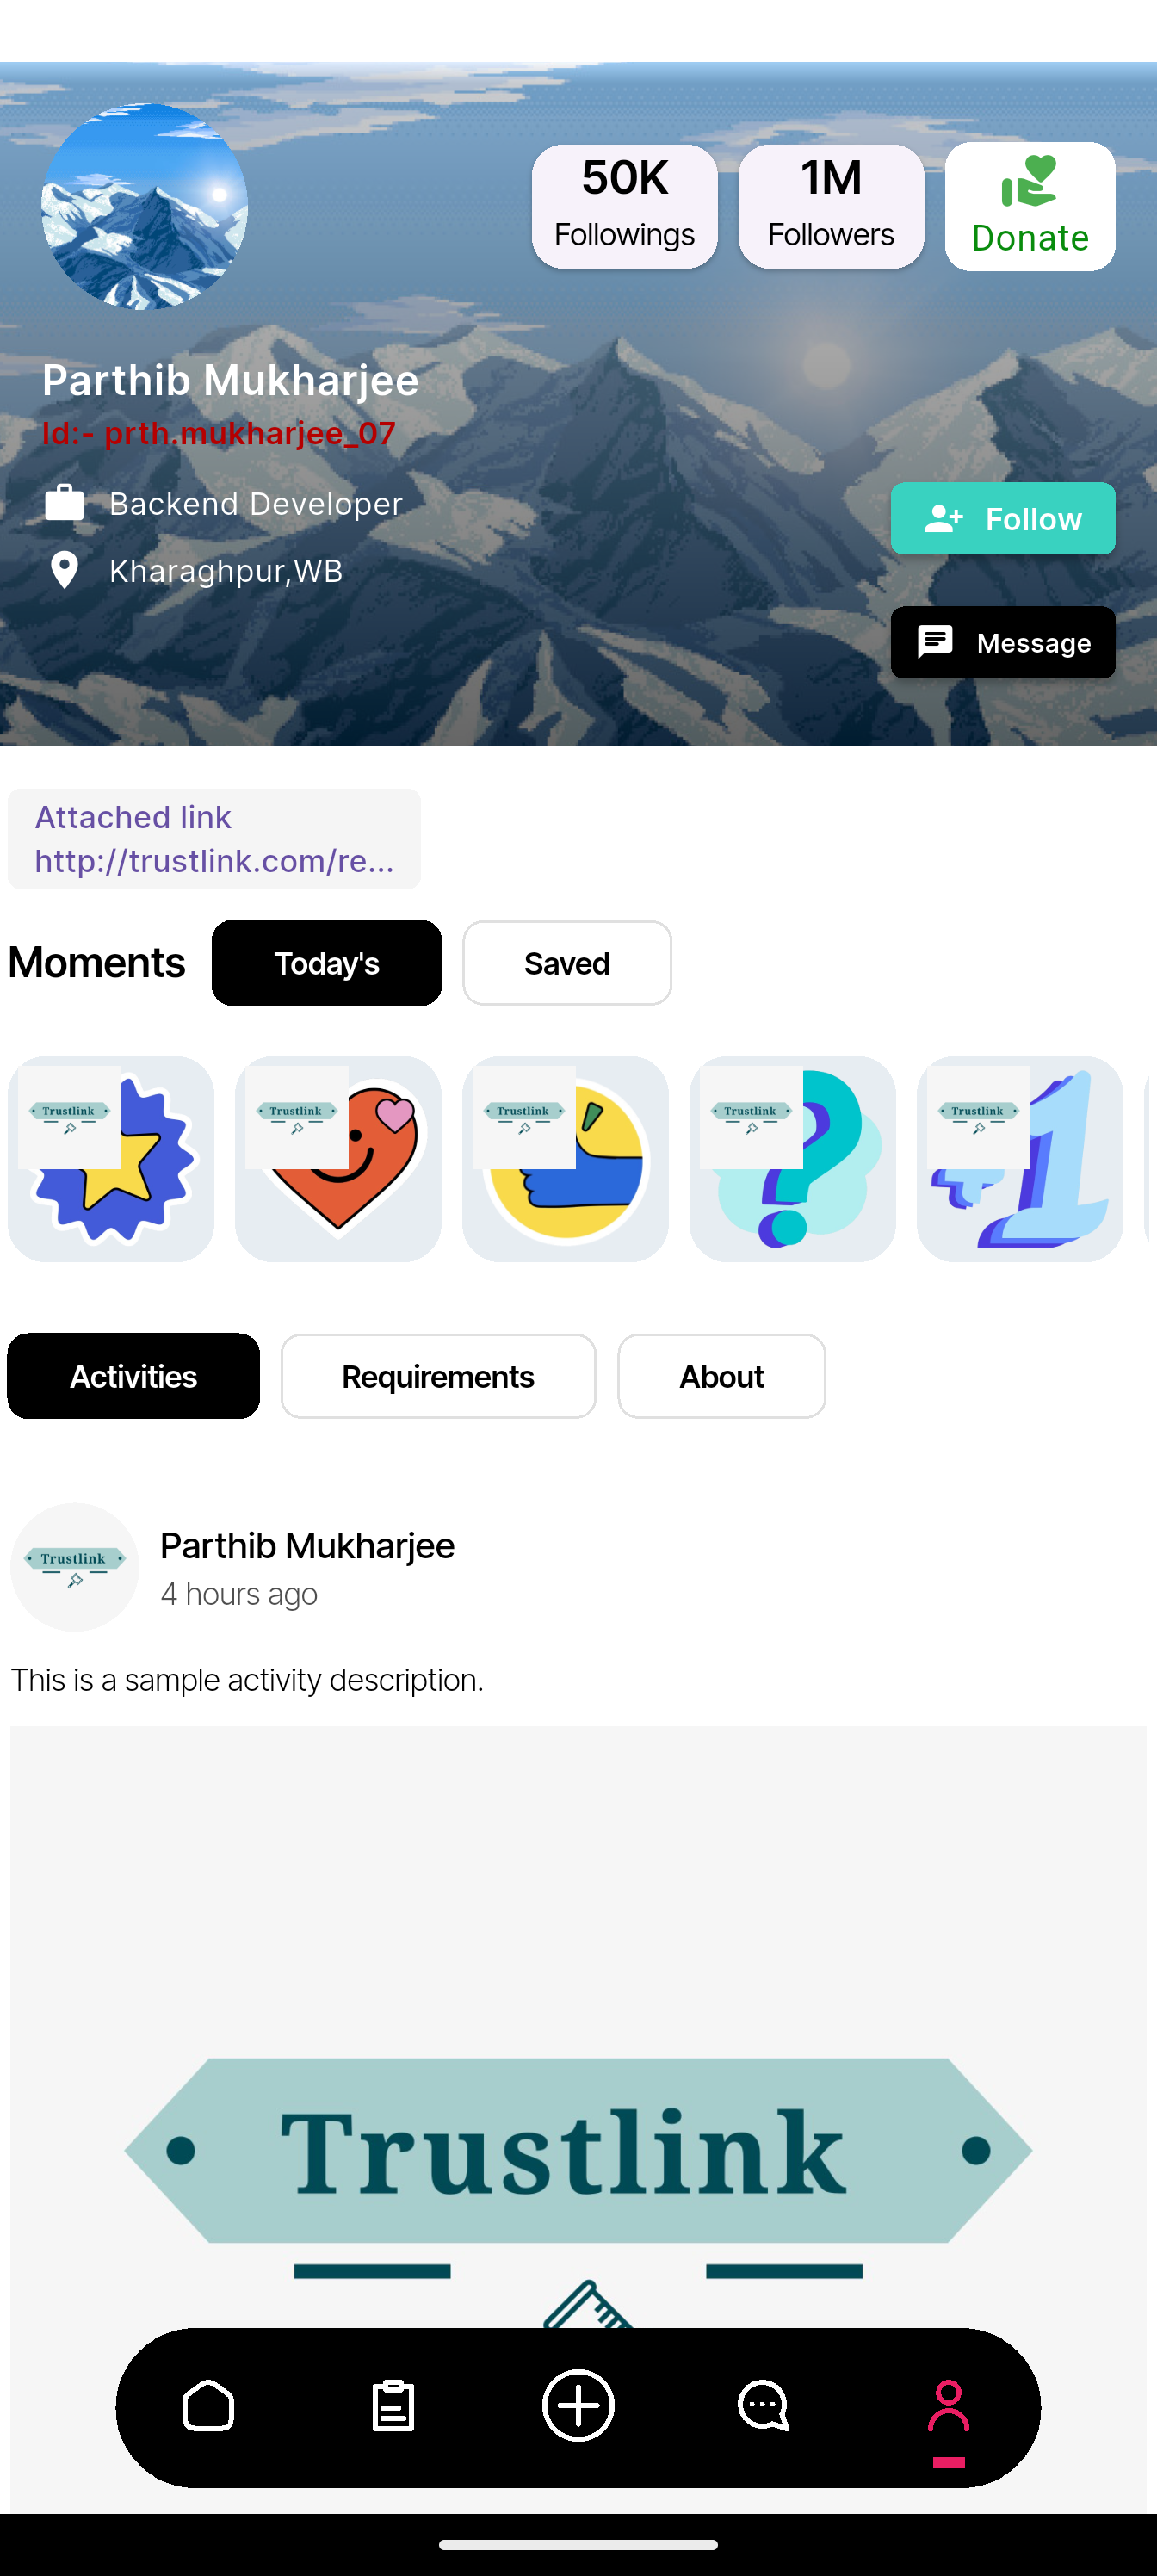 50K
Followings
1M
Followers
Donate
Parthib Mukharjee
Id:- prth.mukharjee_07
Backend Developer
Kharaghpur,WB
Follow
Message
Attached link
http://trustlink.com/re...
Moments
Today's
Saved
Trustlink
Trustlink
Trustlink
Trustlink
Trustlink
?
+1
Activities
Requirements
About
Trustlink
Parthib Mukharjee
4 hours ago
This is a sample activity description.
Trustlink